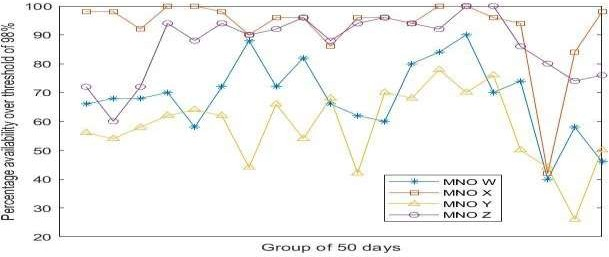 Percentage availability over threshold of 98%
100
90
80
70
60
50
40
30
20
MNO W
MNO X
MNO Y
MNO Z
Group of 50 days